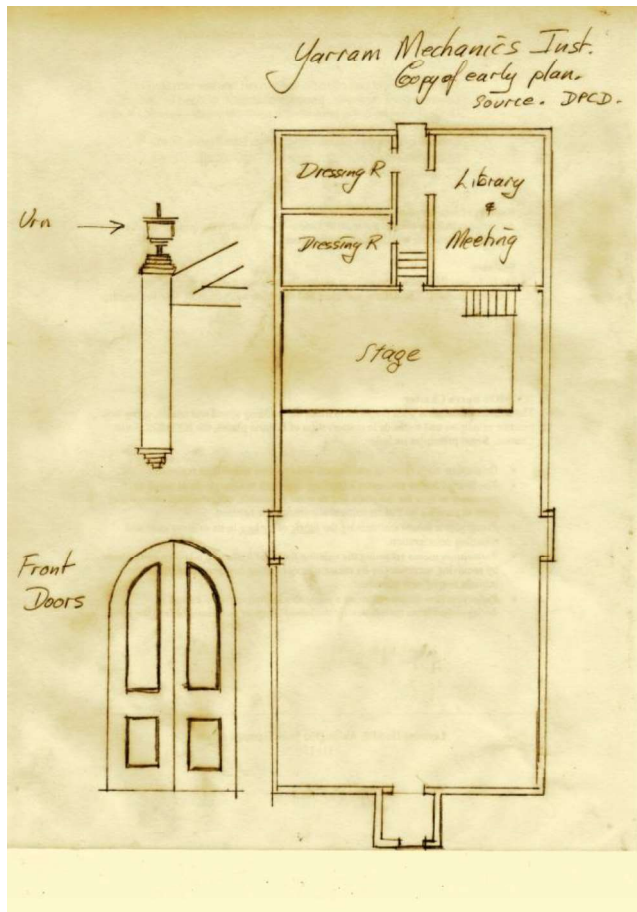 Yarram Mechanics Inst.
Copy of early plan.
Source. DPCD.
Urn
Dressing R
Library
&
Meeting
Dressing R
Stage
Front
Doors